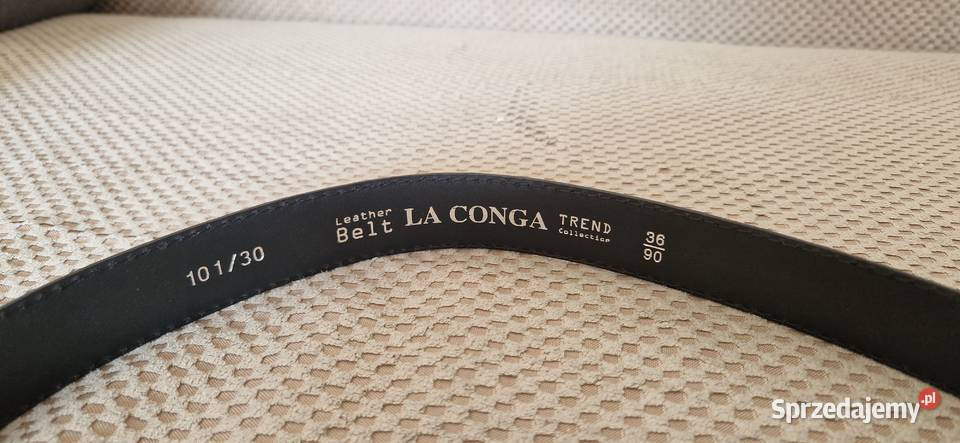 101/30
Leather
Belt
LA CONGA
TREND
Collection
36
90
Sprzedajemy.pl